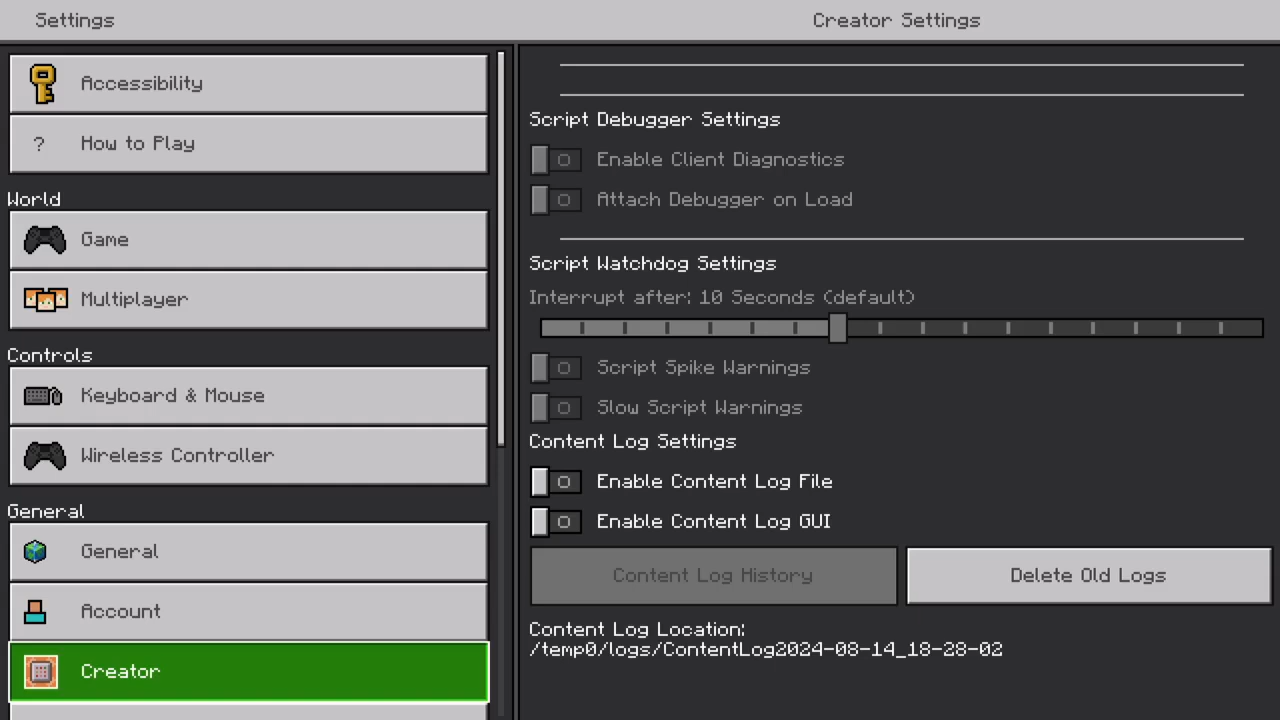 Settings
Creator Settings
Accessibility
? How to Play
World
Game
Multiplayer
Controls
Keyboard & Mouse
Wireless Controller
General
General
Account
Creator
Script Debugger Settings
Enable Client Diagnostics
Attach Debugger on Load
Script Watchdog Settings
Interrupt after: 10 Seconds (default)
Script Spike Warnings
Slow Script Warnings
Content Log Settings
Enable Content Log File
Enable Content Log GUI
Content Log History
Delete Old Logs
Content Log Location:
/temp0/logs/ContentLog2024-08-14_18-28-02